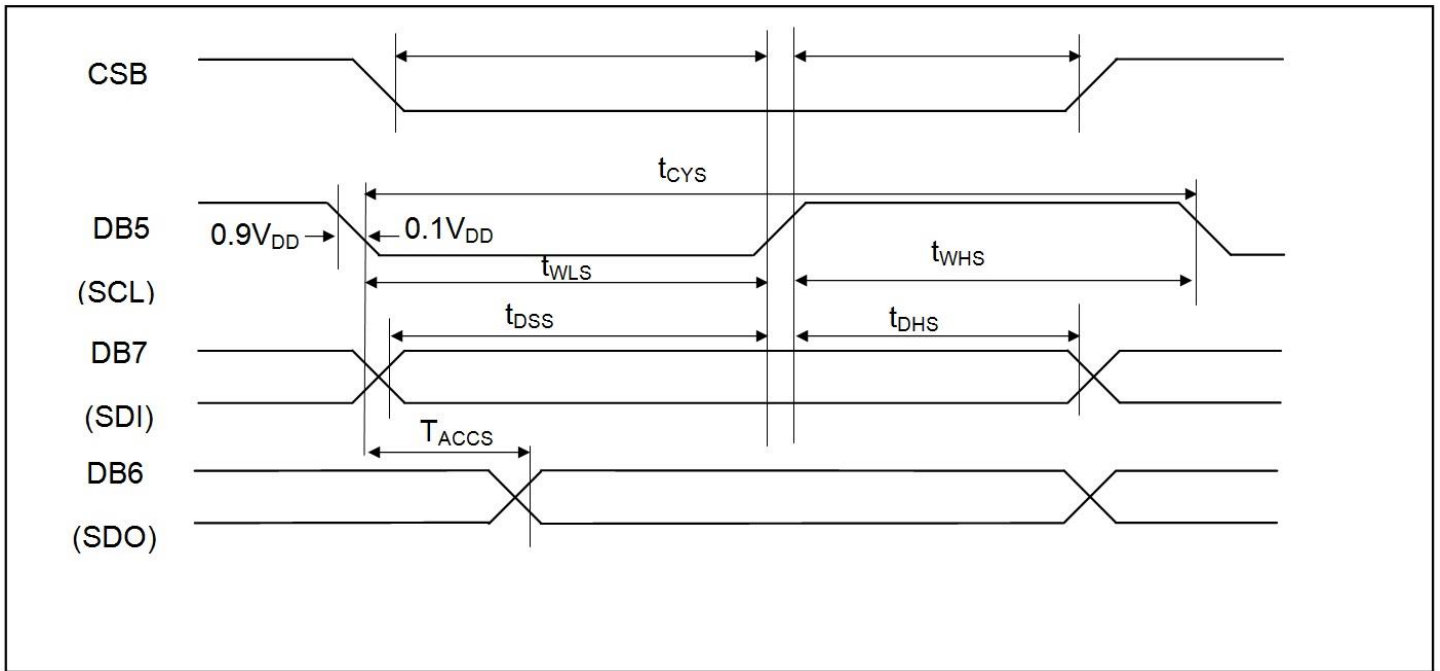 CSB
t_CYS
DB5
0.9V_DD
0.1V_DD
(SCL)
t_WLS
t_WHS
t_DSS
t_DHS
DB7
(SDI)
T_ACCS
DB6
(SDO)